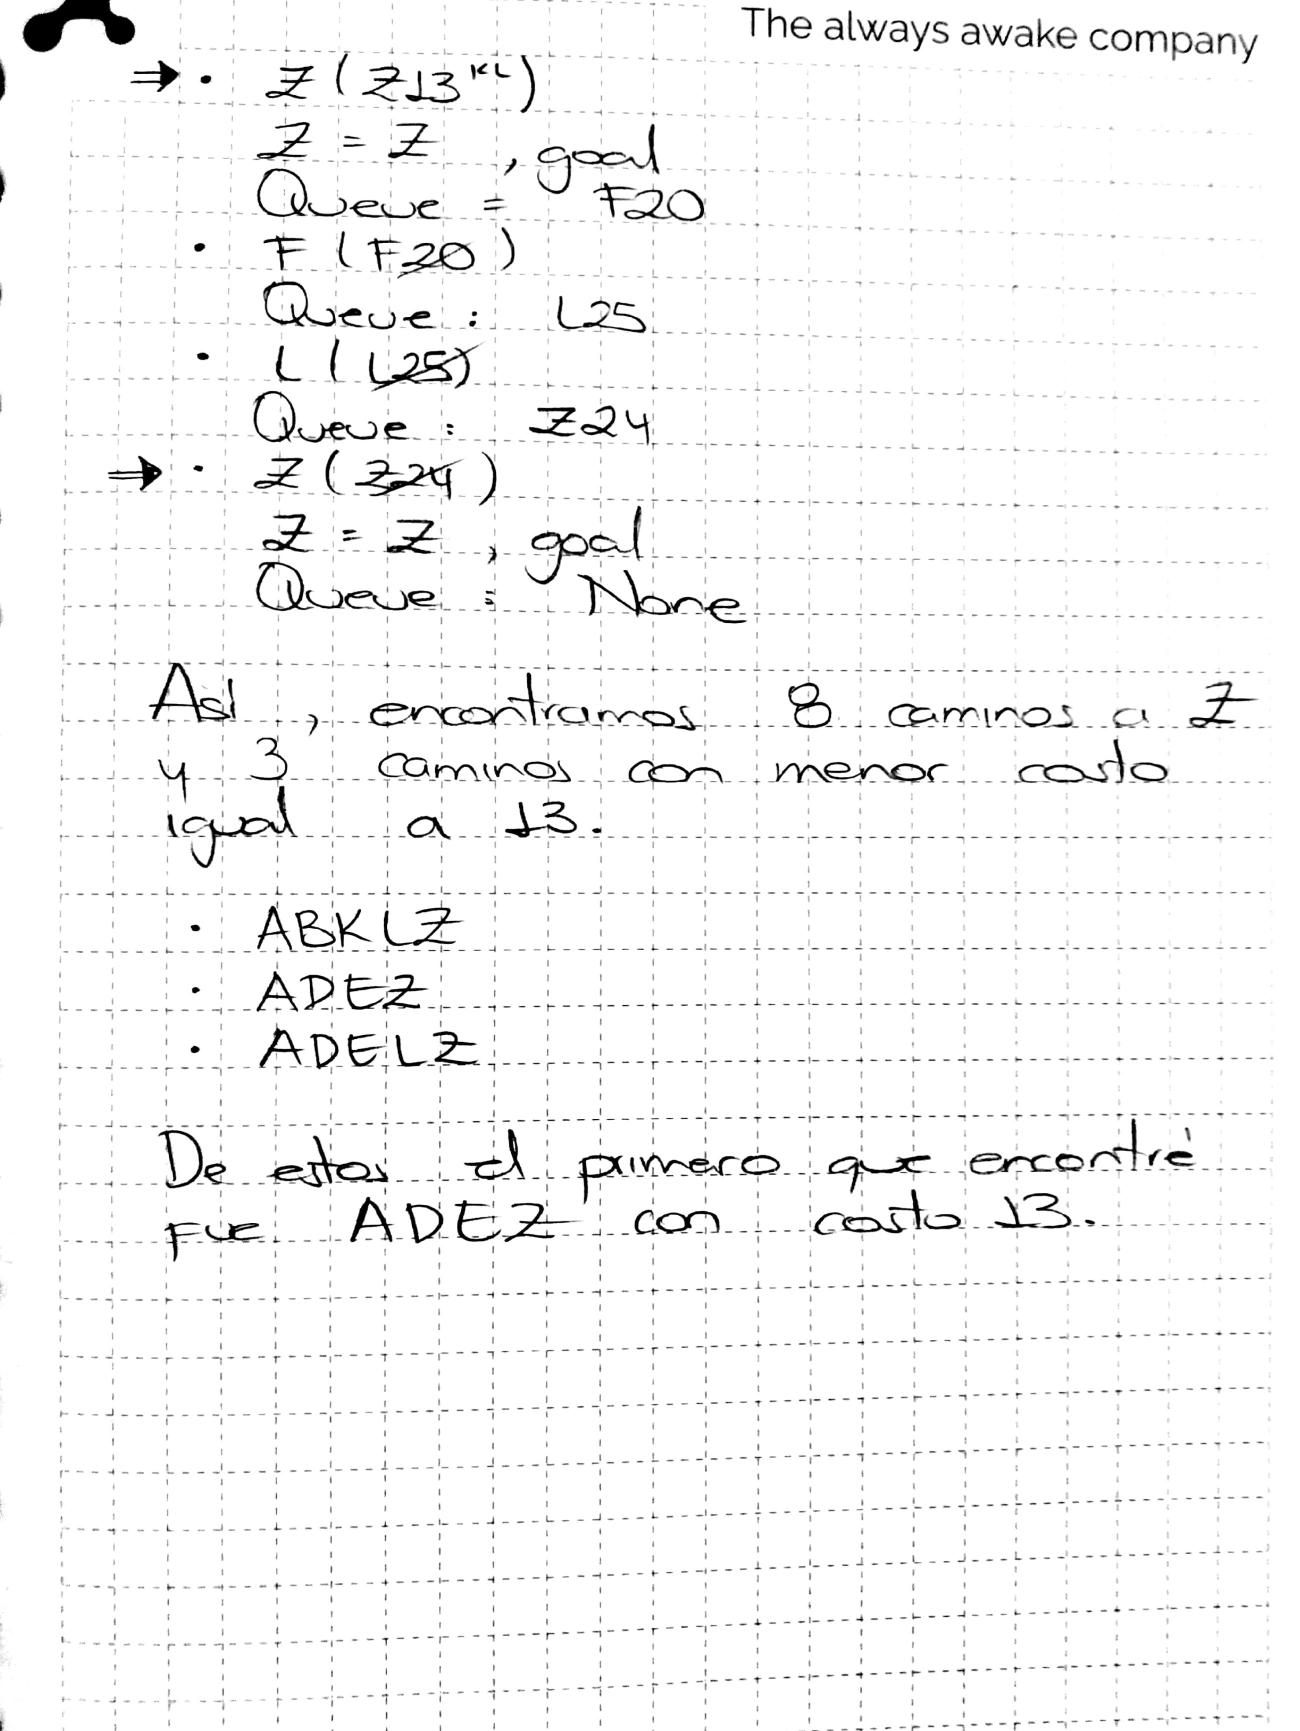 The always awake company
⇒ · Z (Z13ᴷᴸ)
Z = Z , goal
Queue = F20
· F (F20)
Queue : L25
· L (L25)
Queue : Z24
⇒ · Z (Z24)
Z = Z , goal
Queue : None
Así , encontramos 8 caminos a Z
y 3 caminos con menor costo
igual a 13.
· ABKLZ
· ADEZ
· ADELZ
De estos el primero que encontré
fue ADEZ con costo 13.